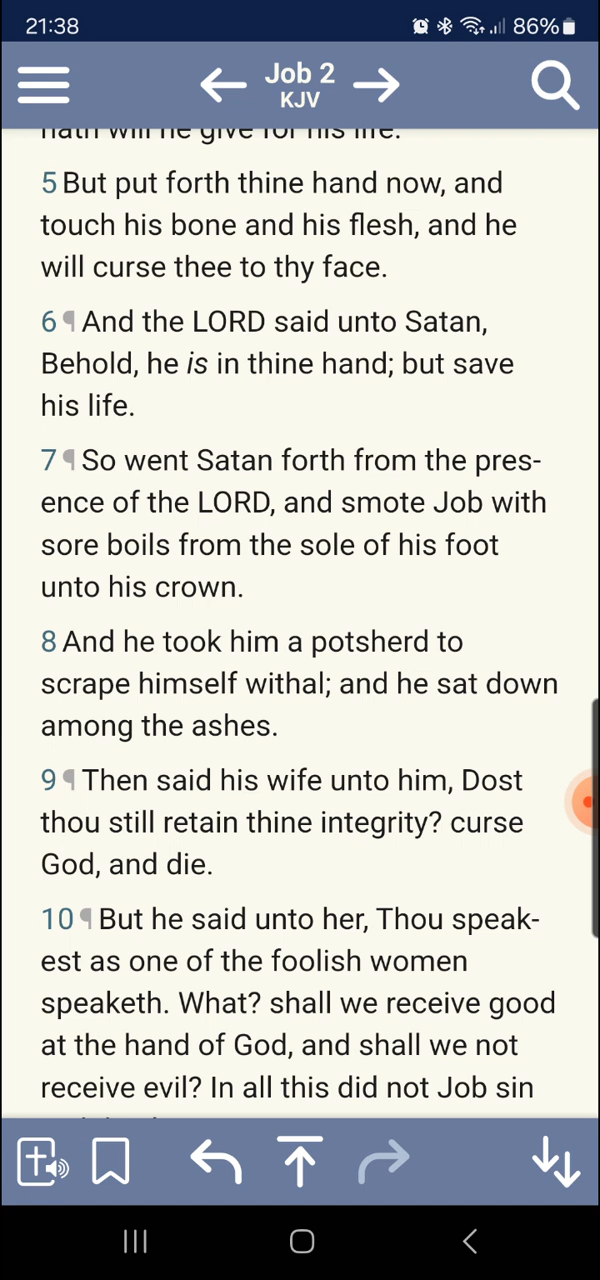 21:38
86%
Job 2
KJV
hath will he give for his life.
5 But put forth thine hand now, and
touch his bone and his flesh, and he
will curse thee to thy face.
6 ¶ And the LORD said unto Satan,
Behold, he is in thine hand; but save
his life.
7 ¶ So went Satan forth from the pres-
ence of the LORD, and smote Job with
sore boils from the sole of his foot
unto his crown.
8 And he took him a potsherd to
scrape himself withal; and he sat down
among the ashes.
9 ¶ Then said his wife unto him, Dost
thou still retain thine integrity? curse
God, and die.
10 ¶ But he said unto her, Thou speak-
est as one of the foolish women
speaketh. What? shall we receive good
at the hand of God, and shall we not
receive evil? In all this did not Job sin